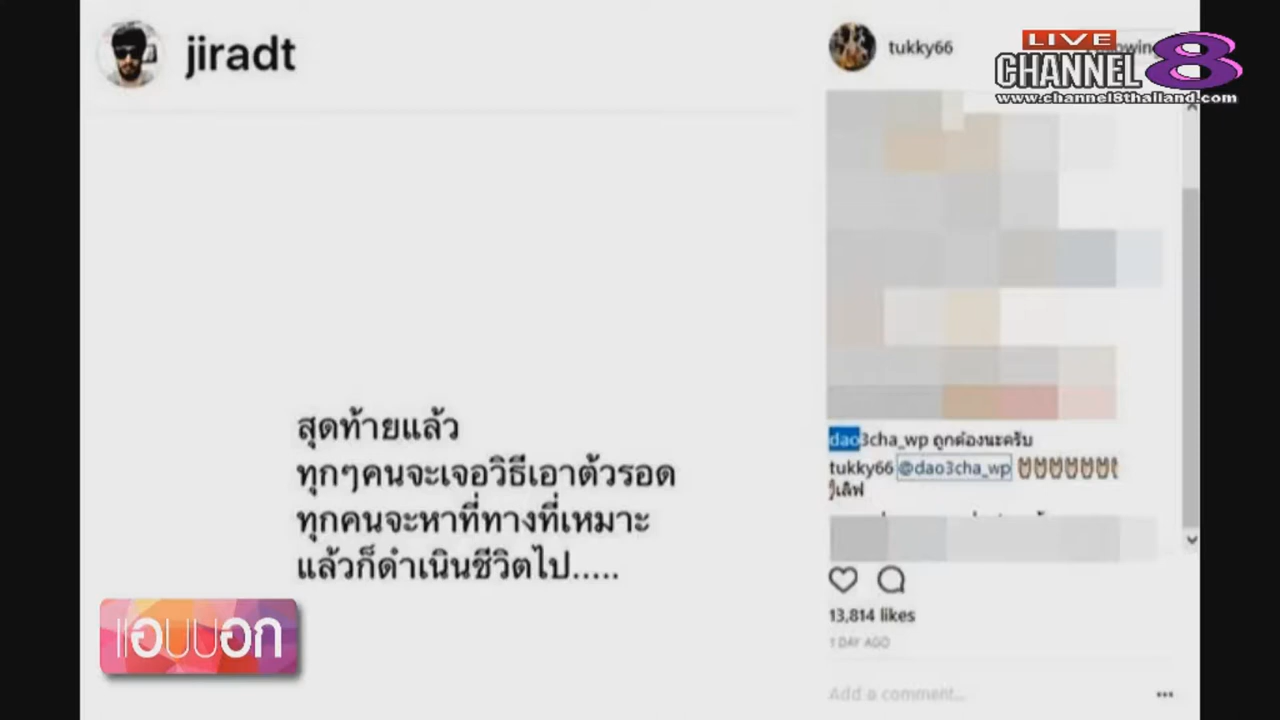 jiradt
สุดท้ายแล้ว
ทุกๆคนจะเจอวิธีเอาตัวรอด
ทุกคนจะหาที่ทางที่เหมาะ
แล้วก็ดำเนินชีวิตไป.....
แอบบอก
tukky66
LIVE
CHANNEL 8
www.channel8thailand.com
dao3cha_wp ถูกต้องนะครับ
tukky66 @dao3cha_wp
13,814 likes
1 DAY AGO
Add a comment...